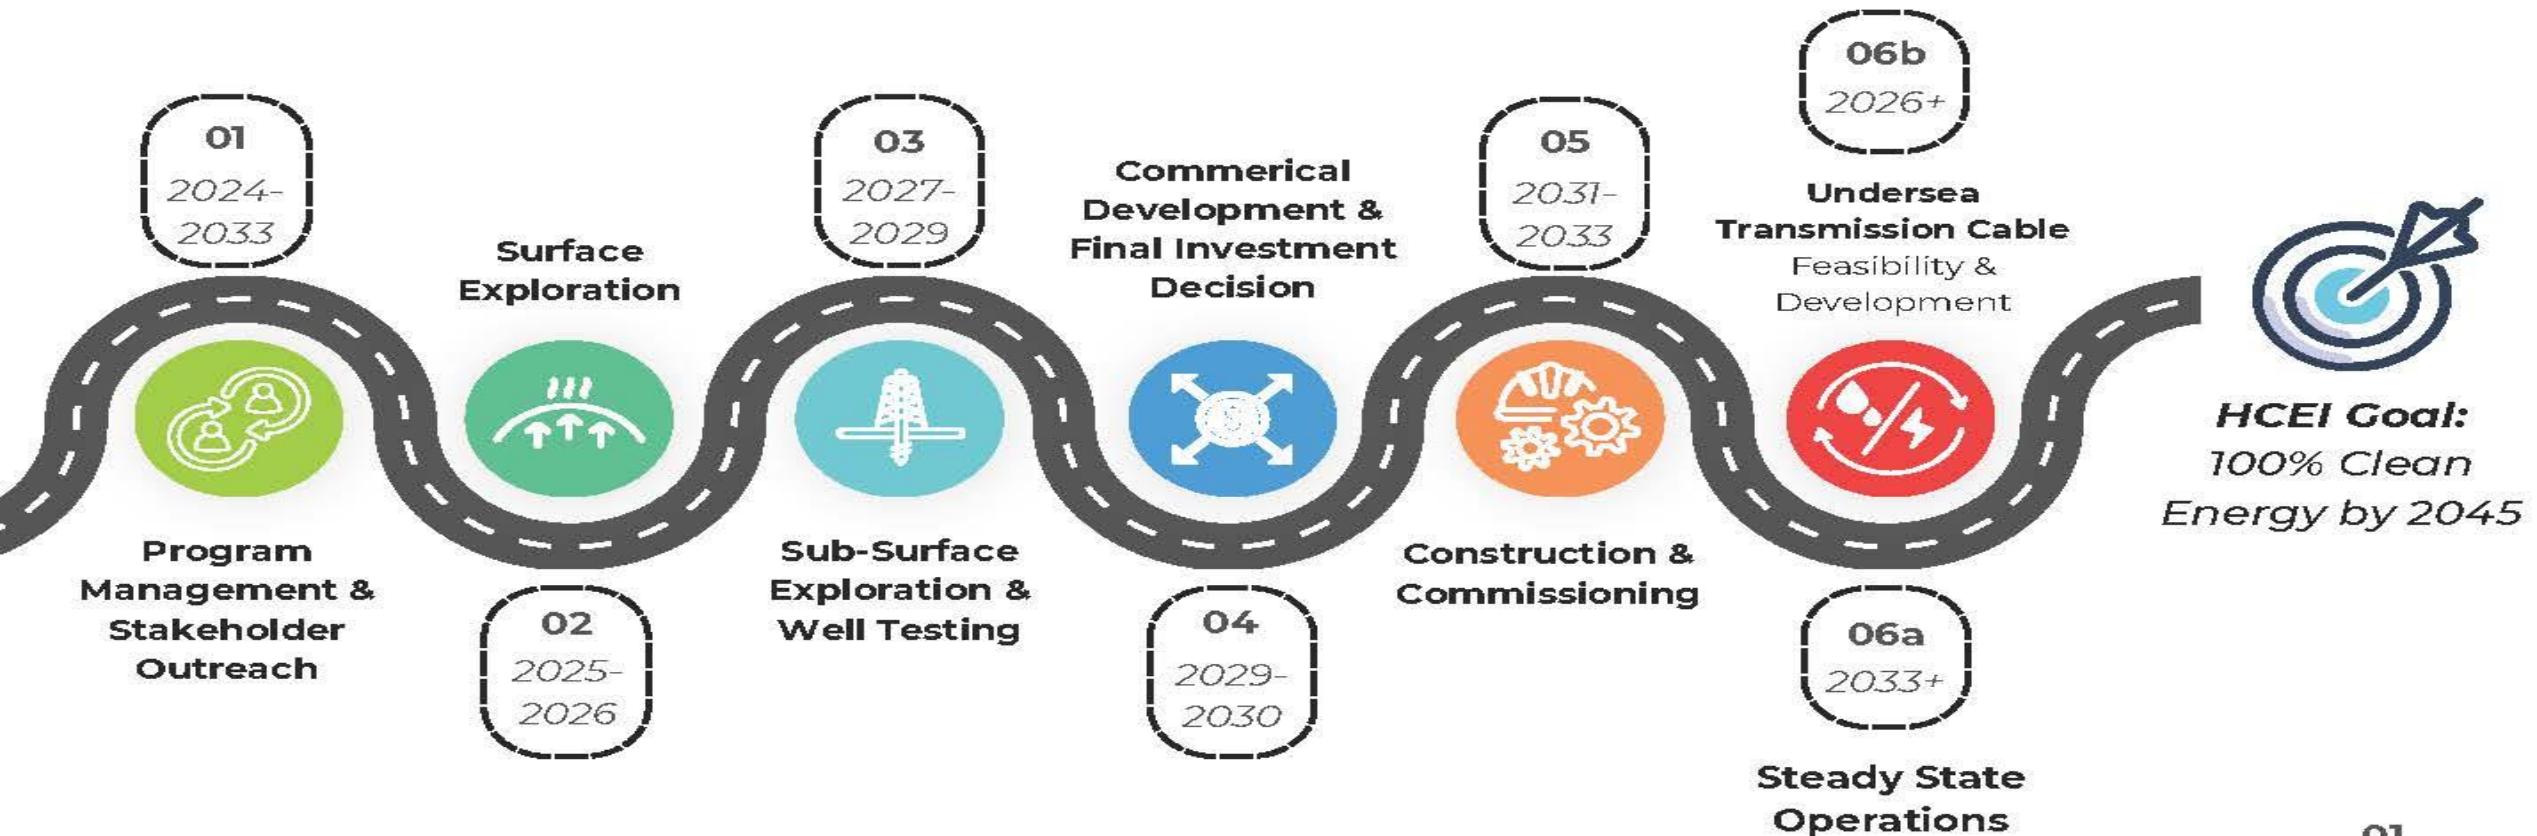 01
2024-
2033
Program
Management &
Stakeholder
Outreach
Surface
Exploration
02
2025-
2026
03
2027-
2029
Sub-Surface
Exploration &
Well Testing
Commerical
Development &
Final Investment
Decision
04
2029-
2030
05
2031-
2033
Construction &
Commissioning
06b
2026+
Undersea
Transmission Cable
Feasibility &
Development
06a
2033+
Steady State
Operations
HCEI Goal:
100% Clean
Energy by 2045